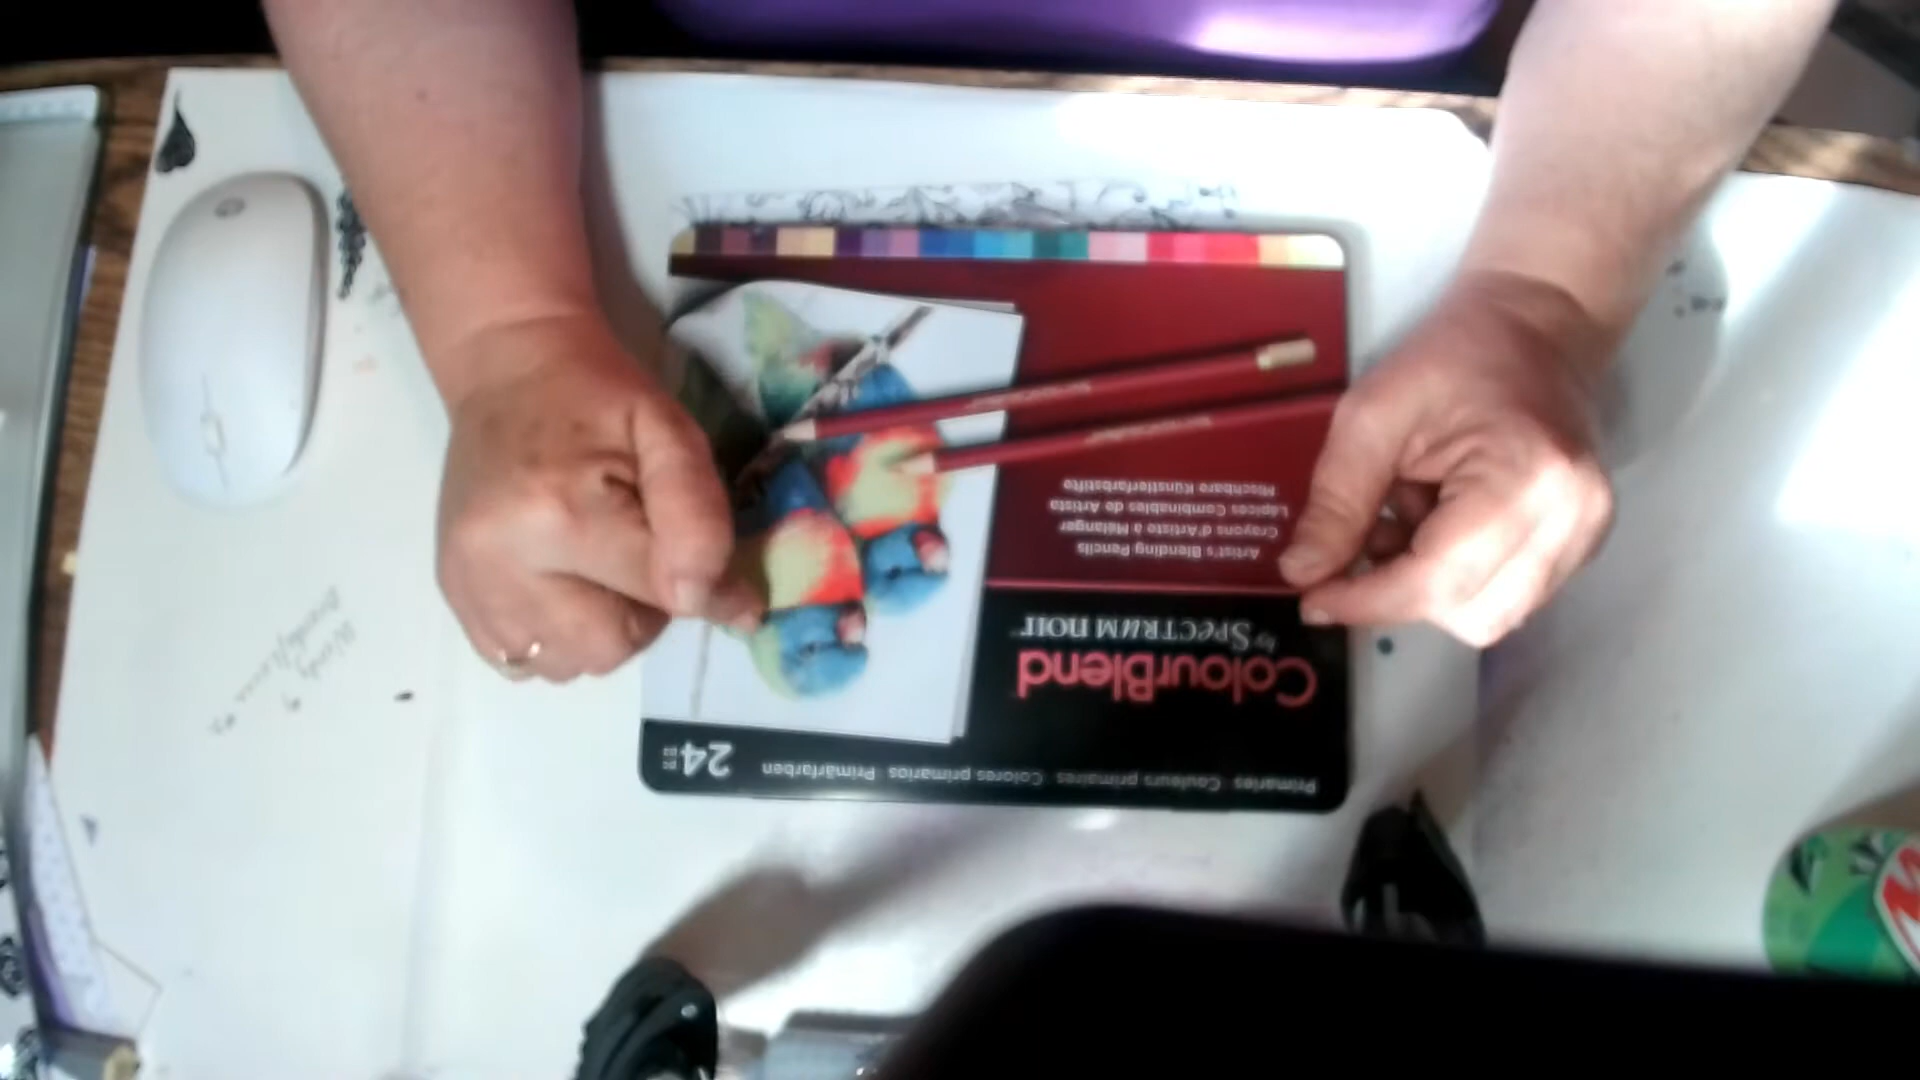 Primaries · Couleurs primaires · Colores primarios · Primärfarben
24
ColourBlend
by SPECTRUM NOIR
Artist's Blending Pencils
Crayons d'Artiste à Mélanger
Lápices Combinables de Artista
Mischbare Künstlerfarbstifte